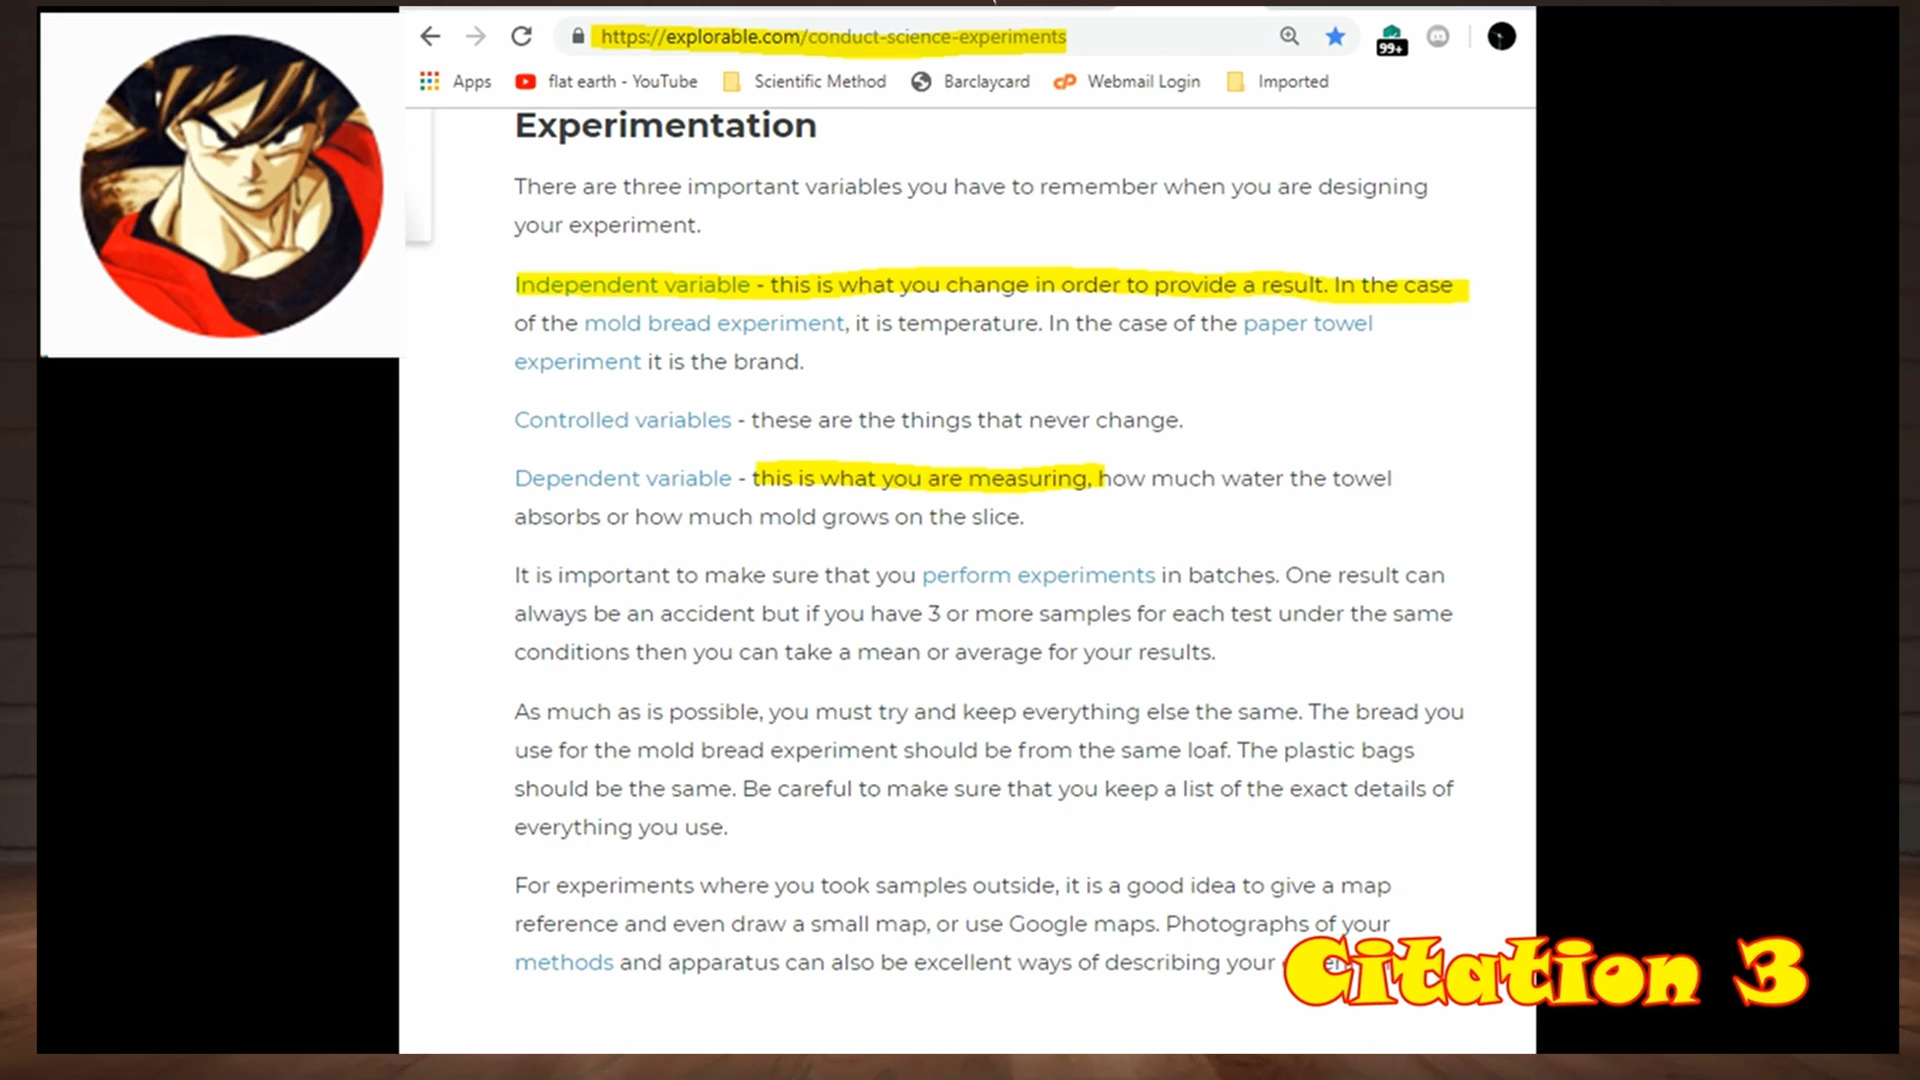 https://explorable.com/conduct-science-experiments
99+
Apps flat earth - YouTube Scientific Method Barclaycard Webmail Login Imported
Experimentation
There are three important variables you have to remember when you are designing
your experiment.
Independent variable - this is what you change in order to provide a result. In the case
of the mold bread experiment, it is temperature. In the case of the paper towel
experiment it is the brand.
Controlled variables - these are the things that never change.
Dependent variable - this is what you are measuring, how much water the towel
absorbs or how much mold grows on the slice.
It is important to make sure that you perform experiments in batches. One result can
always be an accident but if you have 3 or more samples for each test under the same
conditions then you can take a mean or average for your results.
As much as is possible, you must try and keep everything else the same. The bread you
use for the mold bread experiment should be from the same loaf. The plastic bags
should be the same. Be careful to make sure that you keep a list of the exact details of
everything you use.
For experiments where you took samples outside, it is a good idea to give a map
reference and even draw a small map, or use Google maps. Photographs of your
methods and apparatus can also be excellent ways of describing your
Citation 3